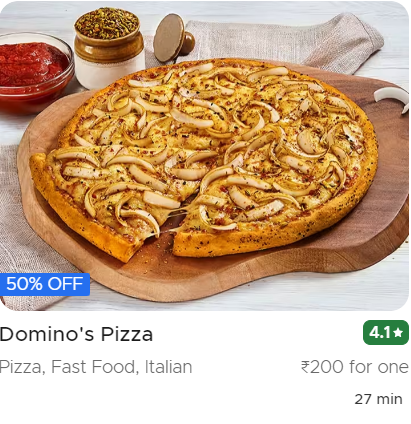 50% OFF
Domino's Pizza
4.1★
Pizza, Fast Food, Italian
₹200 for one
27 min